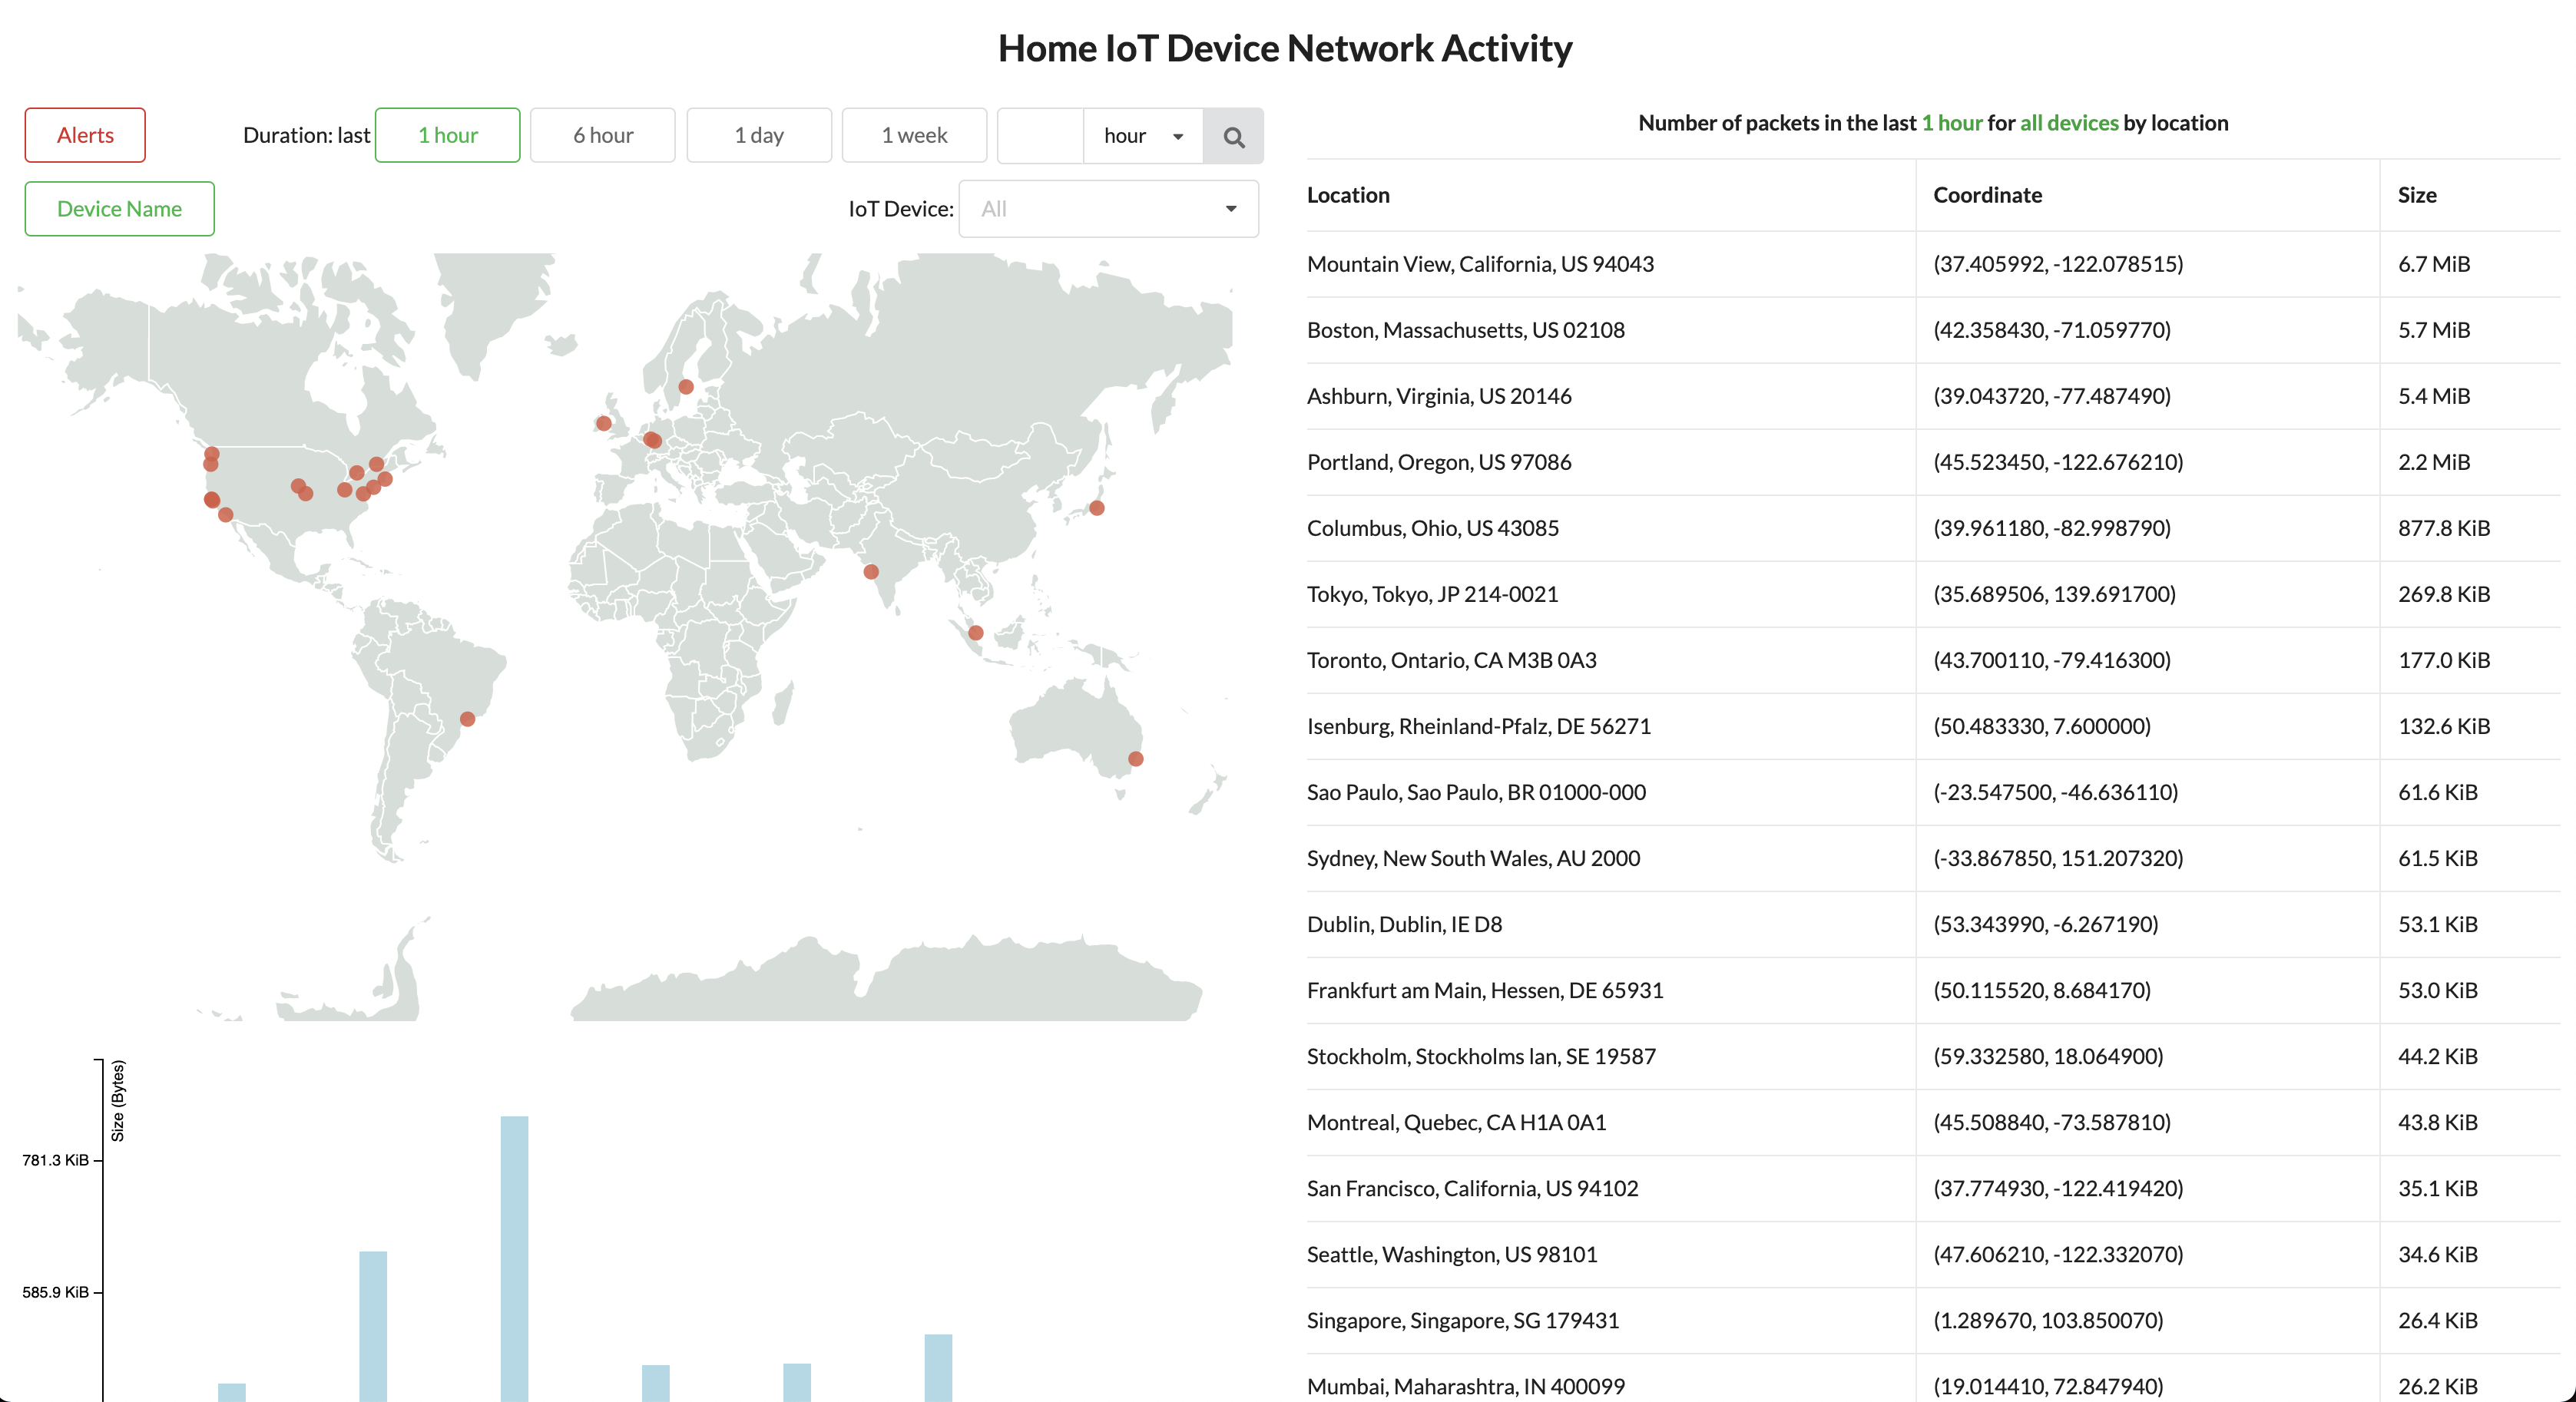 Home IoT Device Network Activity
Alerts
Duration: last 1 hour 6 hour 1 day 1 week hour
Device Name
IoT Device: All
Size (Bytes)
781.3 KiB
585.9 KiB
Number of packets in the last 1 hour for all devices by location
Location Coordinate Size
Mountain View, California, US 94043 (37.405992, -122.078515) 6.7 MiB
Boston, Massachusetts, US 02108 (42.358430, -71.059770) 5.7 MiB
Ashburn, Virginia, US 20146 (39.043720, -77.487490) 5.4 MiB
Portland, Oregon, US 97086 (45.523450, -122.676210) 2.2 MiB
Columbus, Ohio, US 43085 (39.961180, -82.998790) 877.8 KiB
Tokyo, Tokyo, JP 214-0021 (35.689506, 139.691700) 269.8 KiB
Toronto, Ontario, CA M3B 0A3 (43.700110, -79.416300) 177.0 KiB
Isenburg, Rheinland-Pfalz, DE 56271 (50.483330, 7.600000) 132.6 KiB
Sao Paulo, Sao Paulo, BR 01000-000 (-23.547500, -46.636110) 61.6 KiB
Sydney, New South Wales, AU 2000 (-33.867850, 151.207320) 61.5 KiB
Dublin, Dublin, IE D8 (53.343990, -6.267190) 53.1 KiB
Frankfurt am Main, Hessen, DE 65931 (50.115520, 8.684170) 53.0 KiB
Stockholm, Stockholms lan, SE 19587 (59.332580, 18.064900) 44.2 KiB
Montreal, Quebec, CA H1A 0A1 (45.508840, -73.587810) 43.8 KiB
San Francisco, California, US 94102 (37.774930, -122.419420) 35.1 KiB
Seattle, Washington, US 98101 (47.606210, -122.332070) 34.6 KiB
Singapore, Singapore, SG 179431 (1.289670, 103.850070) 26.4 KiB
Mumbai, Maharashtra, IN 400099 (19.014410, 72.847940) 26.2 KiB